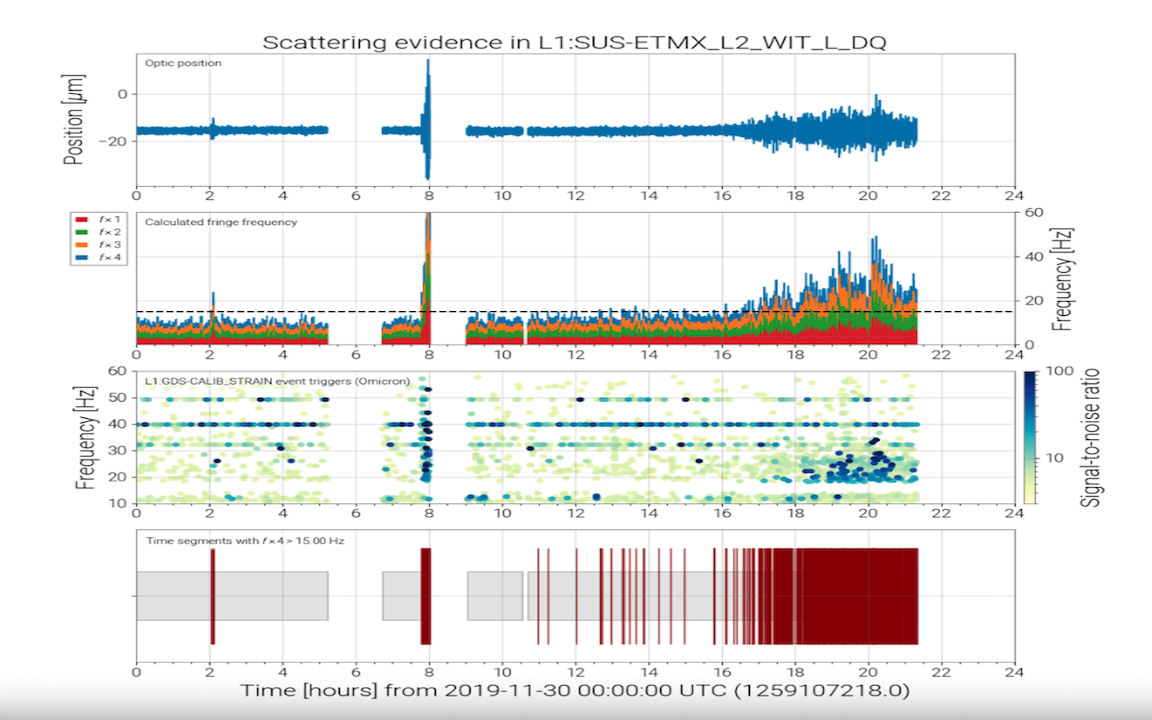 Scattering evidence in L1:SUS-ETMX_L2_WIT_L_DQ
Optic position
Position [µm]
0
−20
0 2 4 6 8 10 12 14 16 18 20 22 24
f × 1
f × 2
f × 3
f × 4
Calculated fringe frequency
60
40
20
0
Frequency [Hz]
0 2 4 6 8 10 12 14 16 18 20 22 24
L1:GDS-CALIB_STRAIN event triggers (Omicron)
Frequency [Hz]
60
50
40
30
20
10
100
10
Signal-to-noise ratio
0 2 4 6 8 10 12 14 16 18 20 22 24
Time segments with f × 4 > 15.00 Hz
0 2 4 6 8 10 12 14 16 18 20 22 24
Time [hours] from 2019-11-30 00:00:00 UTC (1259107218.0)